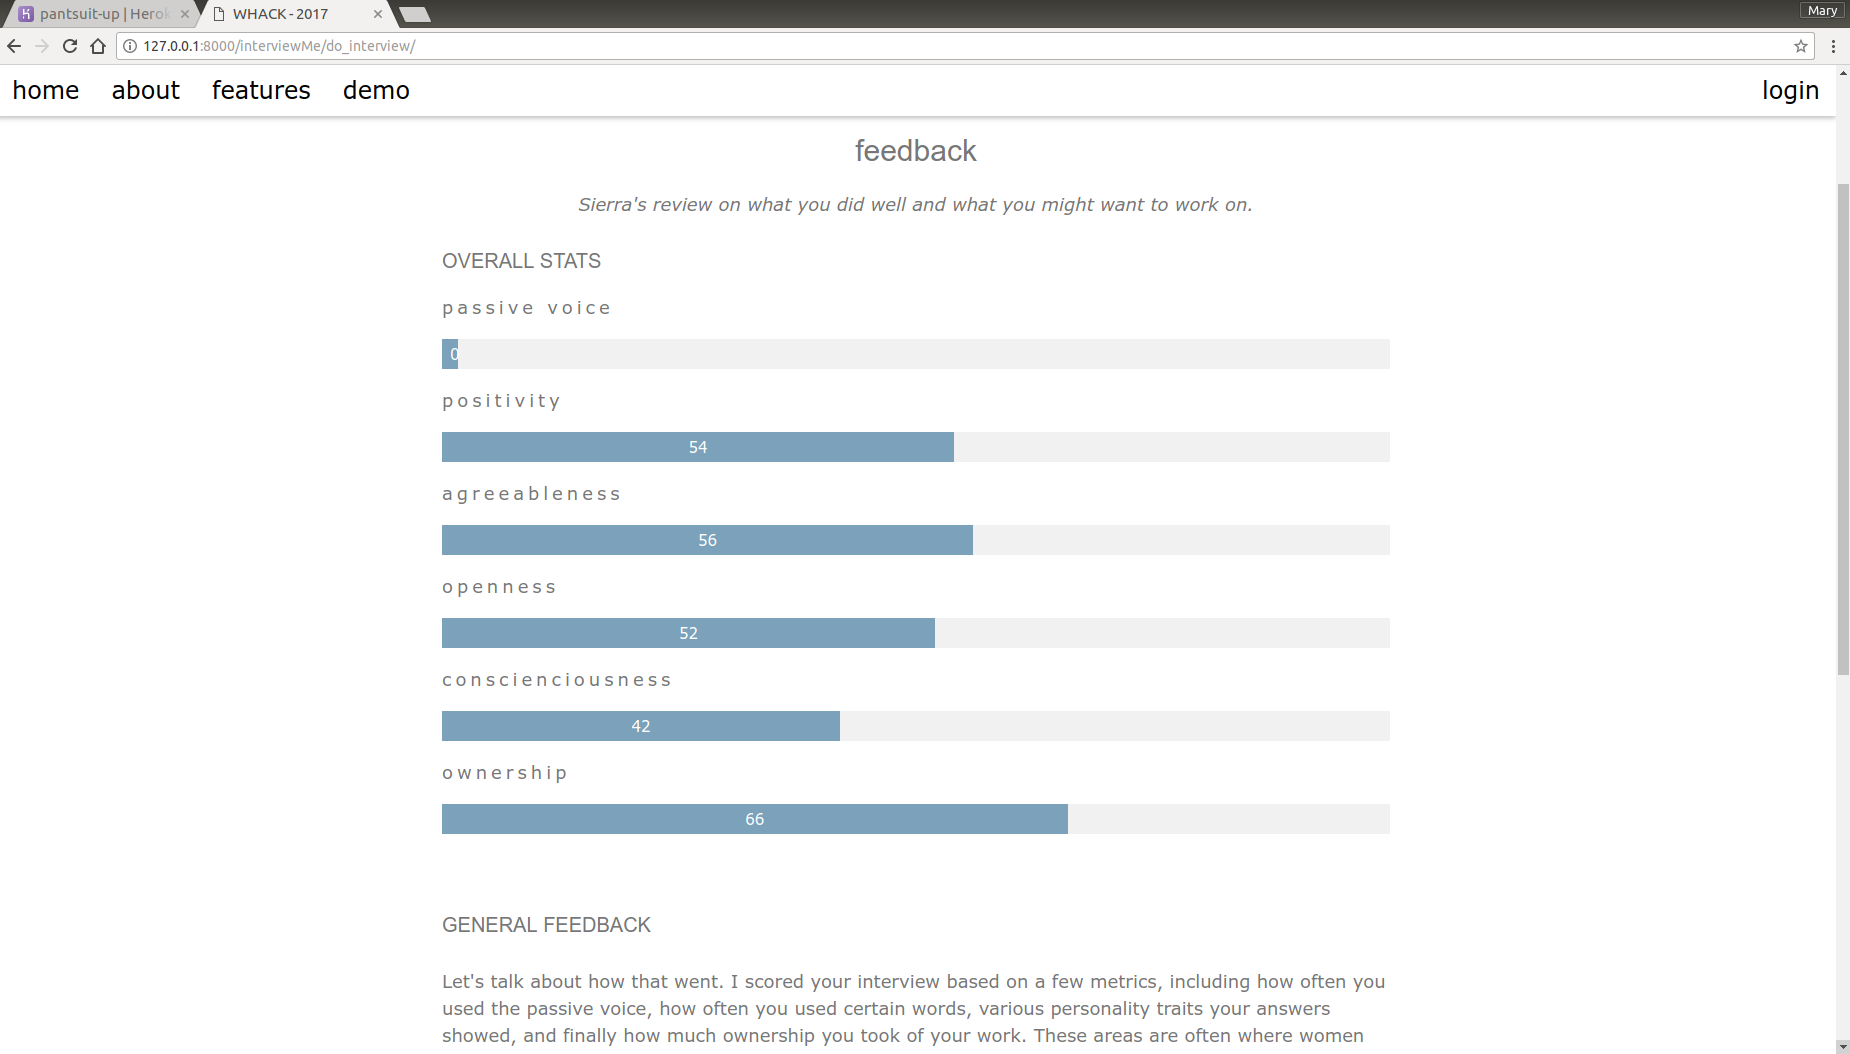 pantsuit-up | Herok
WHACK - 2017
Mary
127.0.0.1:8000/interviewMe/do_interview/
home about features demo login
feedback
Sierra's review on what you did well and what you might want to work on.
OVERALL STATS
passive voice
0
positivity
54
agreeableness
56
openness
52
conscienciousness
42
ownership
66
GENERAL FEEDBACK
Let's talk about how that went. I scored your interview based on a few metrics, including how often you
used the passive voice, how often you used certain words, various personality traits your answers
showed, and finally how much ownership you took of your work. These areas are often where women